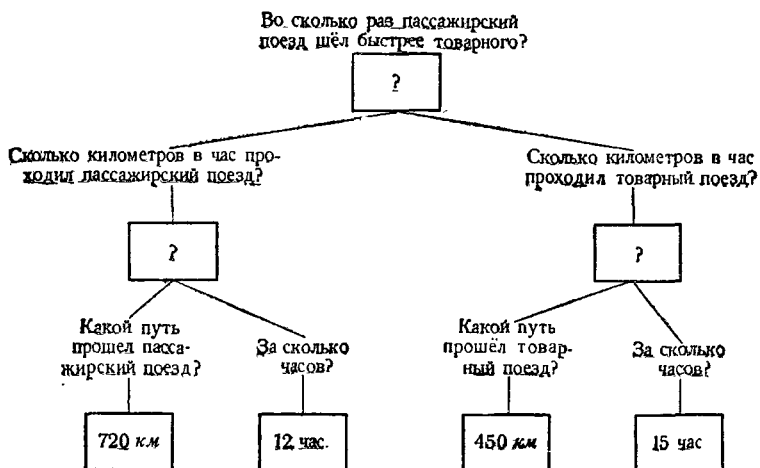 Во сколько раз пассажирский
поезд шёл быстрее товарного?
?
Сколько километров в час про-
ходил пассажирский поезд?
Сколько километров в час
проходил товарный поезд?
?
?
Какой путь
прошел пасса-
жирский поезд?
За сколько
часов?
Какой путь
прошёл товар-
ный поезд?
За сколько
часов?
720 км
12 час.
450 км
15 час